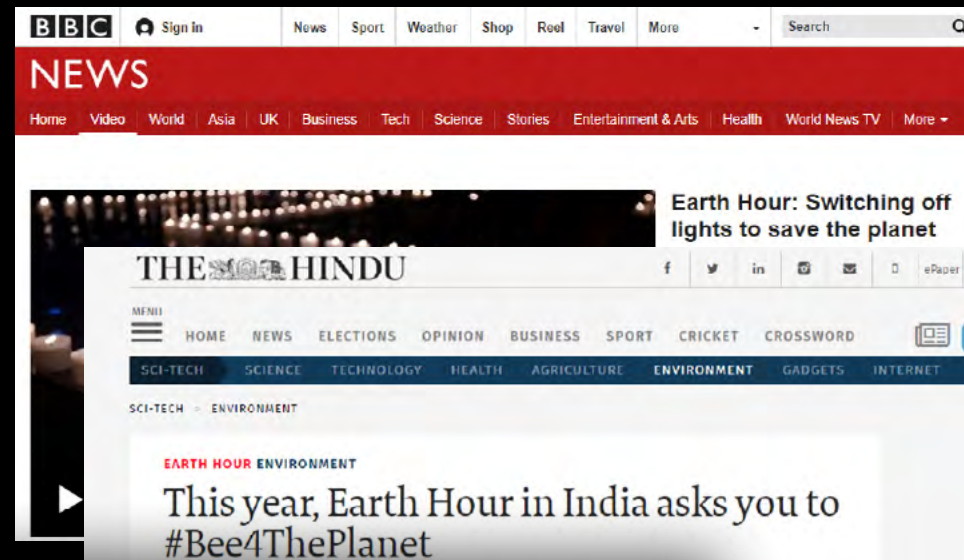 BBC Sign in News Sport Weather Shop Reel Travel More Search
NEWS
Home Video World Asia UK Business Tech Science Stories Entertainment & Arts Health World News TV More
Earth Hour: Switching off
lights to save the planet
THE HINDU
f in ePaper
MENU
HOME NEWS ELECTIONS OPINION BUSINESS SPORT CRICKET CROSSWORD
SCI-TECH SCIENCE TECHNOLOGY HEALTH AGRICULTURE ENVIRONMENT GADGETS INTERNET
SCI-TECH > ENVIRONMENT
EARTH HOUR ENVIRONMENT
This year, Earth Hour in India asks you to
#Bee4ThePlanet